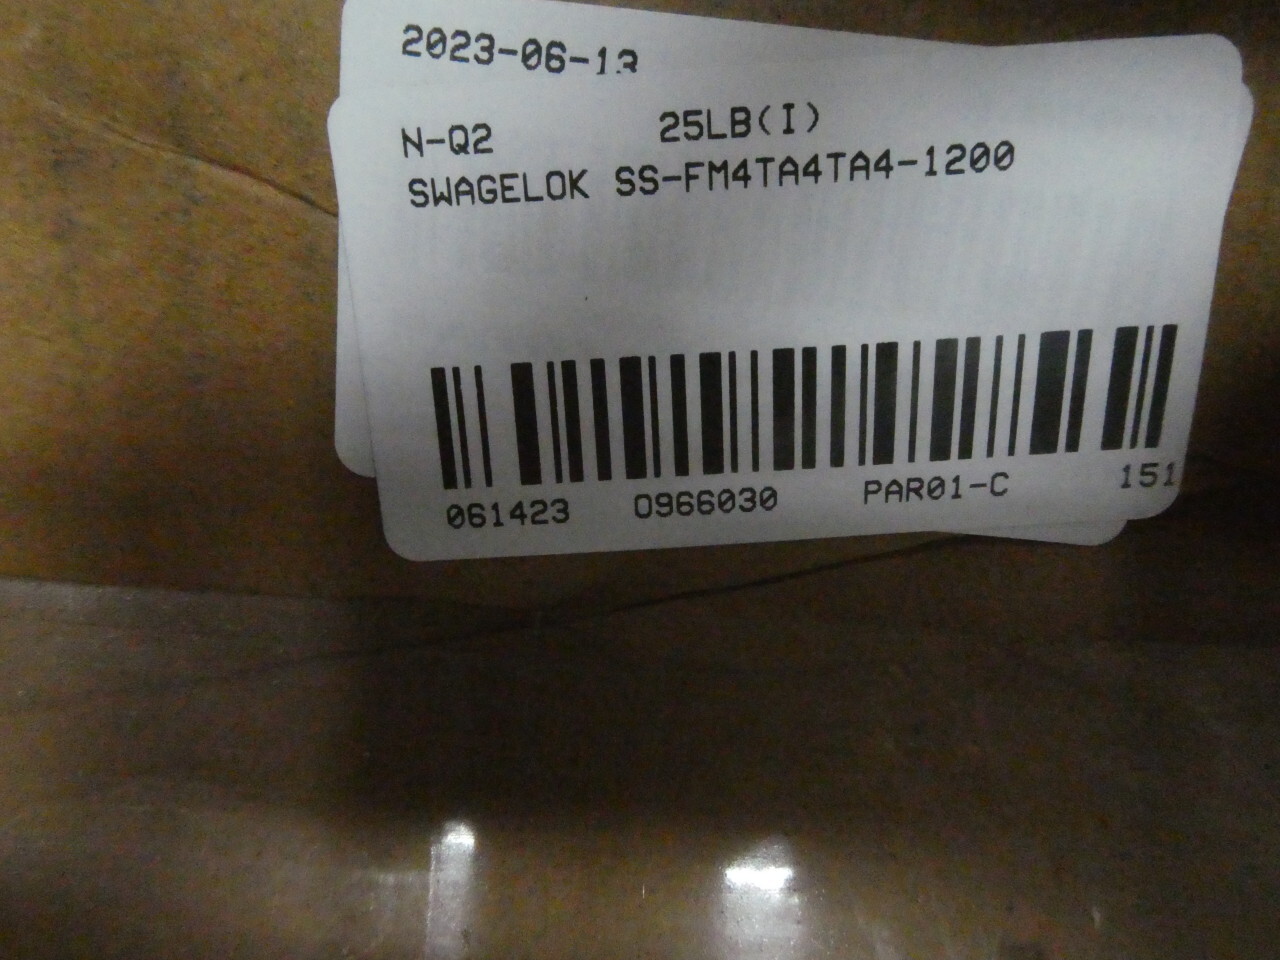 2023-06-13
N-Q2 25LB(I)
SWAGELOK SS-FM4TA4TA4-1200
061423 0966030 PAR01-C 151